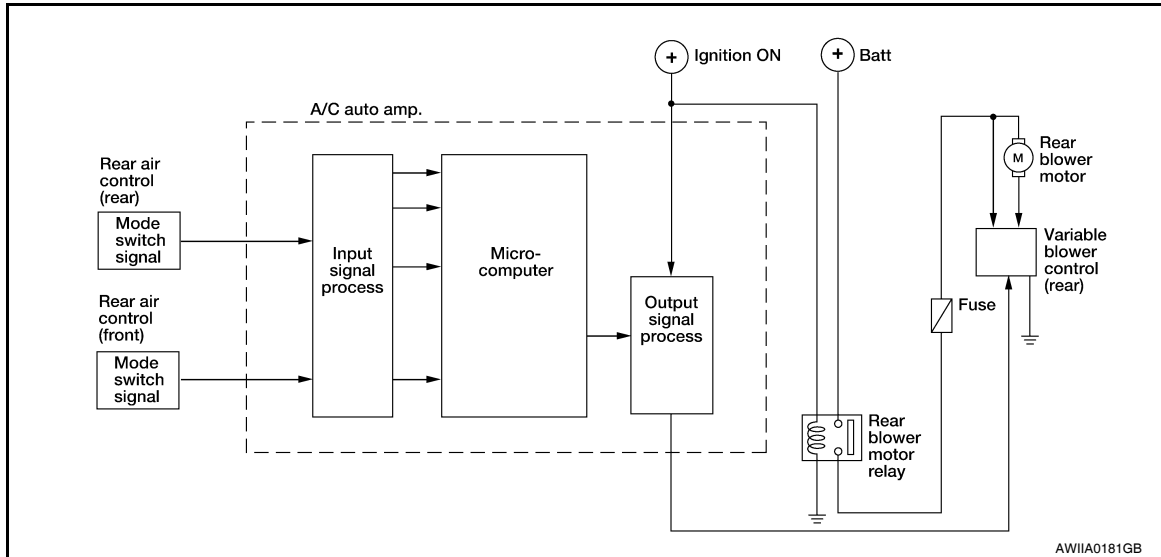 +
Ignition ON
+
Batt
A/C auto amp.
Rear air
control
(rear)
Mode
switch
signal
Rear air
control
(front)
Mode
switch
signal
Input
signal
process
Micro-
computer
Output
signal
process
M
Rear
blower
motor
Variable
blower
control
(rear)
Fuse
Rear
blower
motor
relay
AWIIA0181GB